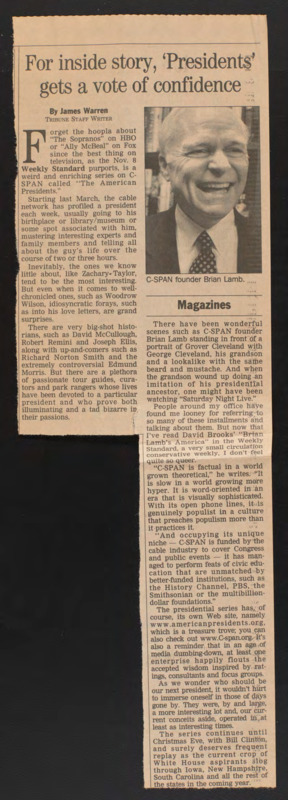 For inside story, 'Presidents'
gets a vote of confidence
By James Warren
TRIBUNE STAFF WRITER
Forget the hoopla about
"The Sopranos" on HBO
or "Ally McBeal" on Fox
since the best thing on
television, as the Nov. 8
Weekly Standard purports, is a
weird and enriching series on C-
SPAN called "The American
Presidents."
Starting last March, the cable
network has profiled a president
each week, usually going to his
birthplace or library/museum or
some spot associated with him,
mustering interesting experts and
family members and telling all
about the guy's life over the
course of two or three hours.
Inevitably, the ones we know
little about, like Zachary Taylor,
tend to be the most interesting.
But even when it comes to well-
chronicled ones, such as Woodrow
Wilson, idiosyncratic forays, such
as into his love letters, are grand
surprises.
There are very big-shot histo-
rians, such as David McCullough,
Robert Remini and Joseph Ellis,
along with up-and-comers such as
Richard Norton Smith and the
extremely controversial Edmund
Morris. But there are a plethora
of passionate tour guides, cura-
tors and park rangers whose lives
have been devoted to a particular
president and who prove both
illuminating and a tad bizarre in
their passions.
C-SPAN founder Brian Lamb.
Magazines
There have been wonderful
scenes such as C-SPAN founder
Brian Lamb standing in front of a
portrait of Grover Cleveland with
George Cleveland, his grandson
and a lookalike with the same
beard and mustache. And when
the grandson wound up doing an
imitation of his presidential
ancestor, one might have been
watching "Saturday Night Live."
People around my office have
found me looney for referring to
so many of these installments and
talking about them. But now that
I've read David Brooks' "Brian
Lamb's America" in the Weekly
Standard, a very small circulation
conservative weekly, I don't feel
quite so queer.
"C-SPAN is factual in a world
grown theoretical," he writes. "It
is slow in a world growing more
hyper. It is word-oriented in an
era that is visually sophisticated.
With its open phone lines, it is
genuinely populist in a culture
that preaches populism more than
it practices it.
"And occupying its unique
niche — C-SPAN is funded by the
cable industry to cover Congress
and public events — it has man-
aged to perform feats of civic edu-
cation that are unmatched by
better-funded institutions, such as
the History Channel, PBS, the
Smithsonian or the multibillion-
dollar foundations."
The presidential series has, of
course, its own Web site, namely
www.americanpresidents.org,
which is a treasure trove; you can
also check out www.C-span.org. It's
also a reminder that in an age of
media dumbing-down, at least one
enterprise happily flouts the
accepted wisdom inspired by rat-
ings, consultants and focus groups.
As we wonder who should be
our next president, it wouldn't hurt
to immerse oneself in those of days
gone by. They were, by and large,
a more interesting lot and, our cur-
rent conceits aside, operated in at
least as interesting times.
The series continues until
Christmas Eve, with Bill Clinton,
and surely deserves frequent
replay as the current crop of
White House aspirants slog
through Iowa, New Hampshire,
South Carolina and all the rest of
the states in the coming year.